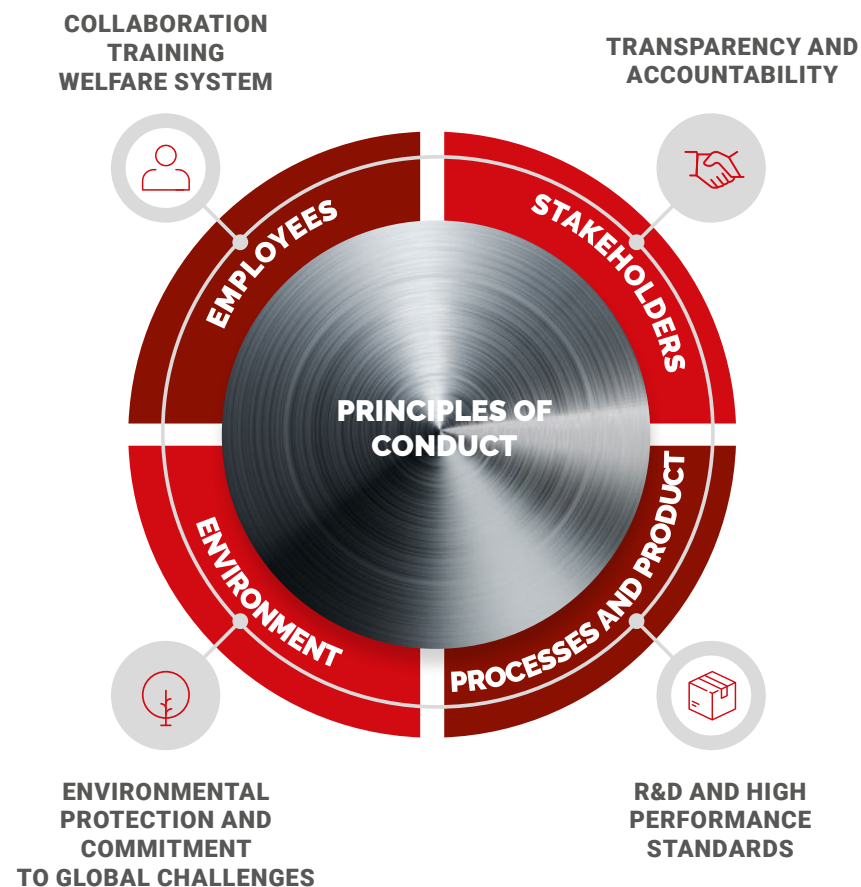 COLLABORATION
TRAINING
WELFARE SYSTEM
TRANSPARENCY AND
ACCOUNTABILITY
EMPLOYEES
STAKEHOLDERS
PRINCIPLES OF
CONDUCT
ENVIRONMENT
PROCESSES AND PRODUCT
ENVIRONMENTAL
PROTECTION AND
COMMITMENT
TO GLOBAL CHALLENGES
R&D AND HIGH
PERFORMANCE
STANDARDS